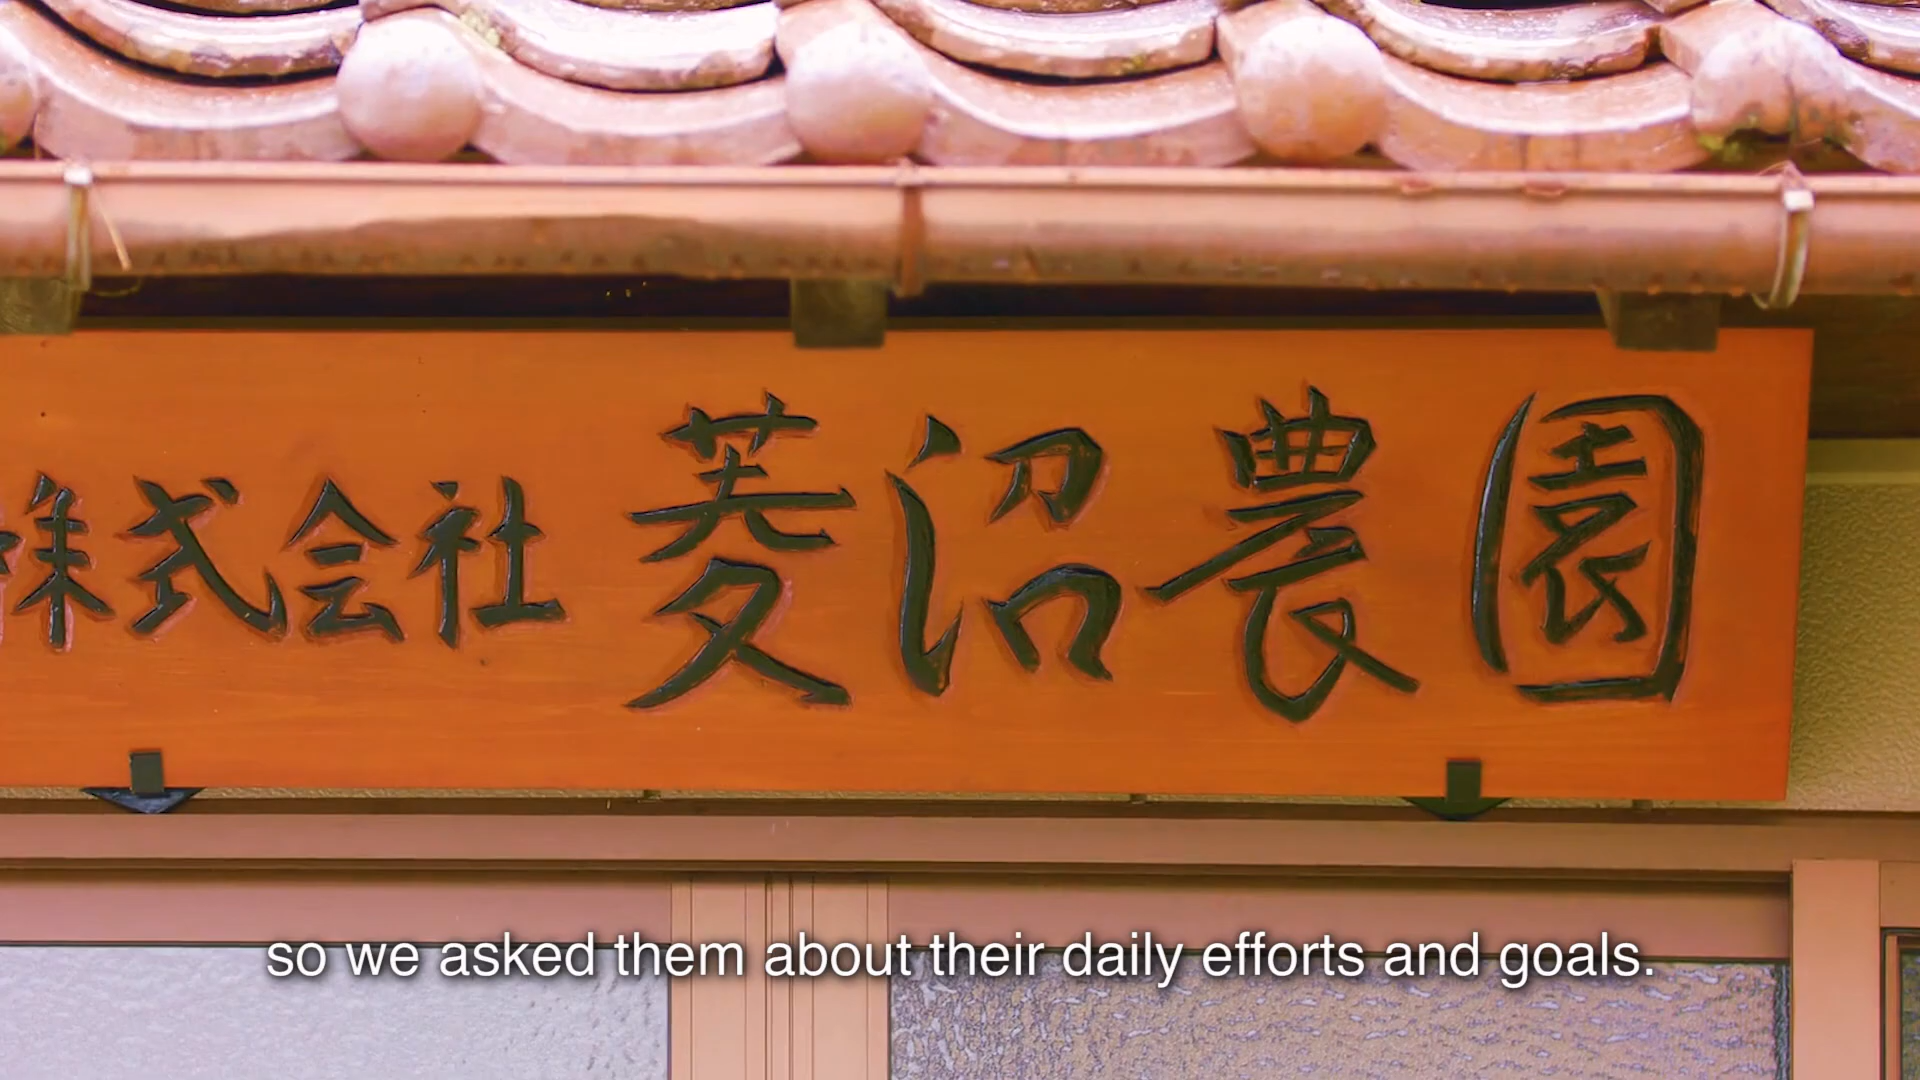 株式会社 菱沼農園
so we asked them about their daily efforts and goals.